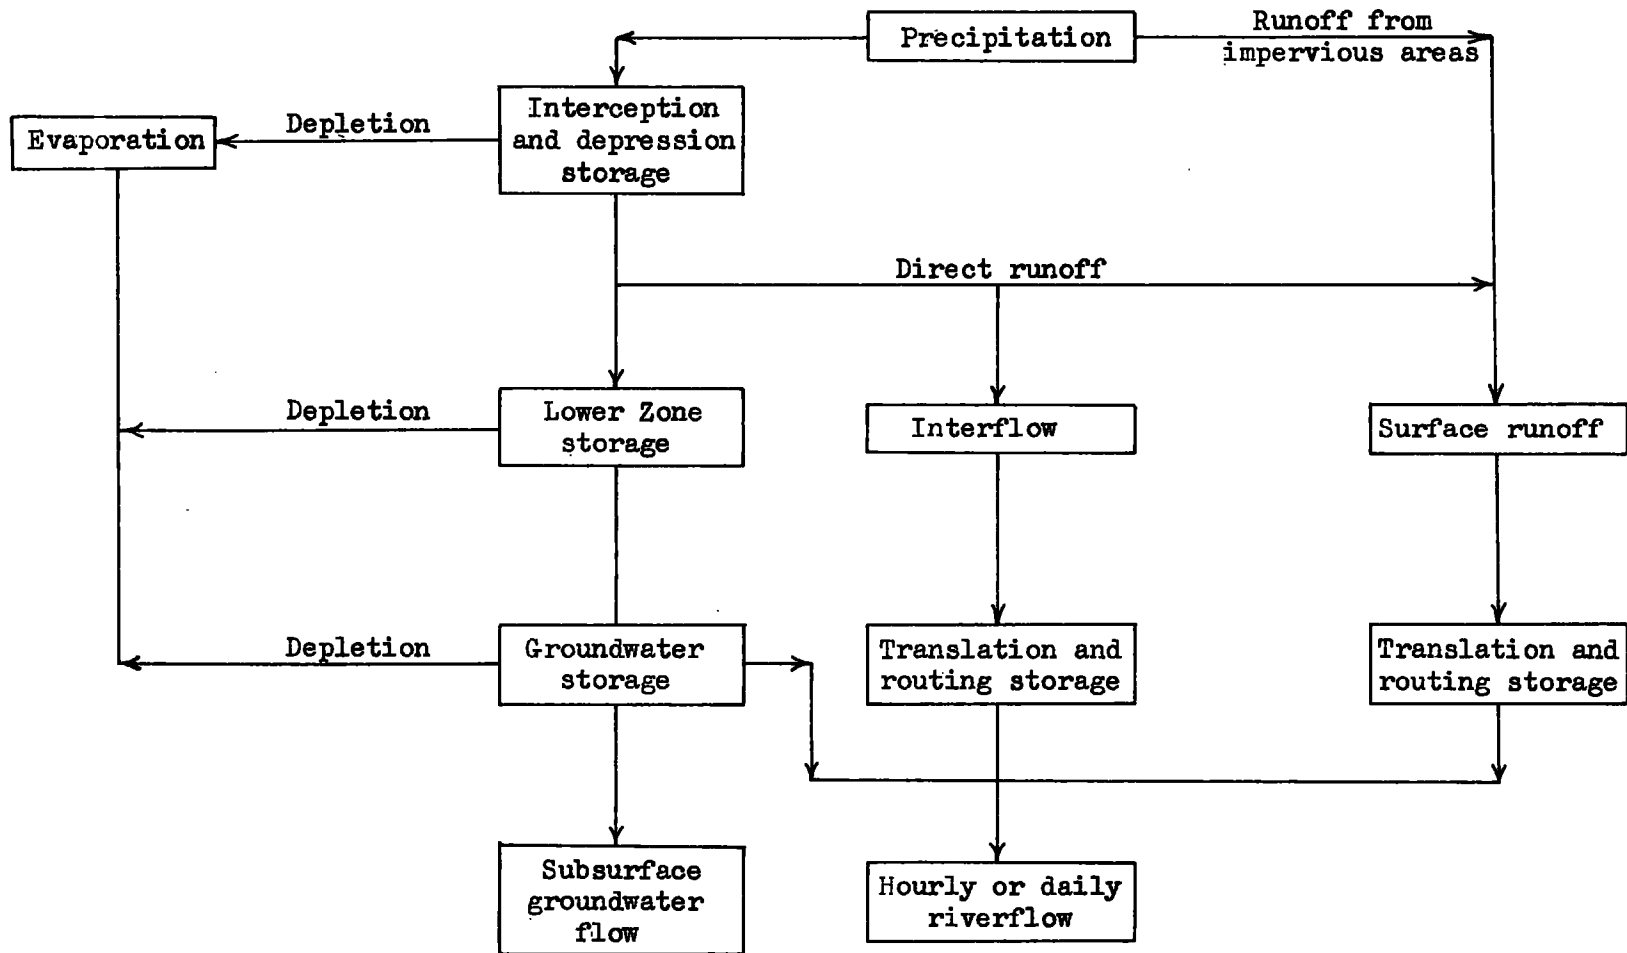 Precipitation
Runoff from
impervious areas
Interception
and depression
storage
Depletion
Evaporation
Direct runoff
Depletion
Lower Zone
storage
Interflow
Surface runoff
Depletion
Groundwater
storage
Translation and
routing storage
Translation and
routing storage
Subsurface
groundwater
flow
Hourly or daily
riverflow